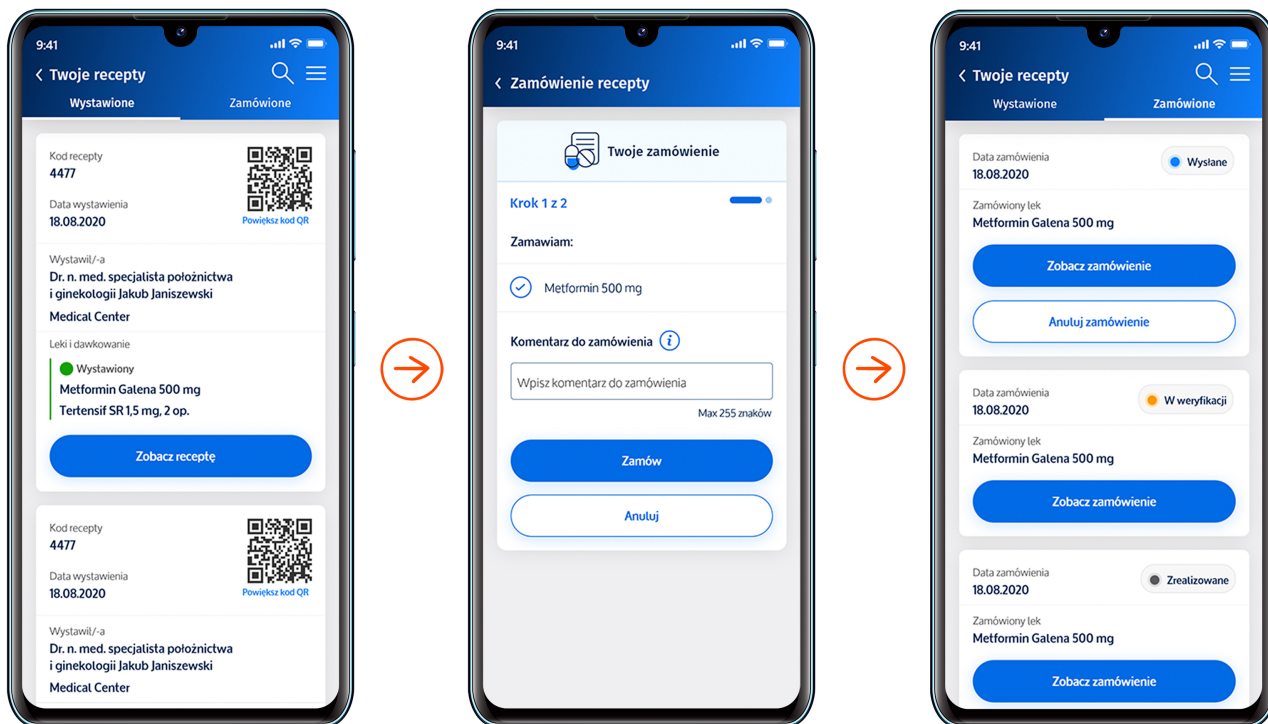 9:41
Twoje recepty
Wystawione
Zamówione
Kod recepty
4477
Data wystawienia
18.08.2020
Powiększ kod QR
Wystawił/-a
Dr. n. med. specjalista położnictwa
i ginekologii Jakub Janiszewski
Medical Center
Leki i dawkowanie
Wystawiony
Metformin Galena 500 mg
Tertensif SR 1,5 mg, 2 op.
Zobacz receptę
Kod recepty
4477
Data wystawienia
18.08.2020
Powiększ kod QR
Wystawił/-a
Dr. n. med. specjalista położnictwa
i ginekologii Jakub Janiszewski
Medical Center
9:41
Zamówienie recepty
Twoje zamówienie
Krok 1 z 2
Zamawiam:
Metformin 500 mg
Komentarz do zamówienia
Wpisz komentarz do zamówienia
Max 255 znaków
Zamów
Anuluj
9:41
Twoje recepty
Wystawione
Zamówione
Data zamówienia
18.08.2020
Wysłane
Zamówiony lek
Metformin Galena 500 mg
Zobacz zamówienie
Anuluj zamówienie
Data zamówienia
18.08.2020
W weryfikacji
Zamówiony lek
Metformin Galena 500 mg
Zobacz zamówienie
Data zamówienia
18.08.2020
Zrealizowane
Zamówiony lek
Metformin Galena 500 mg
Zobacz zamówienie